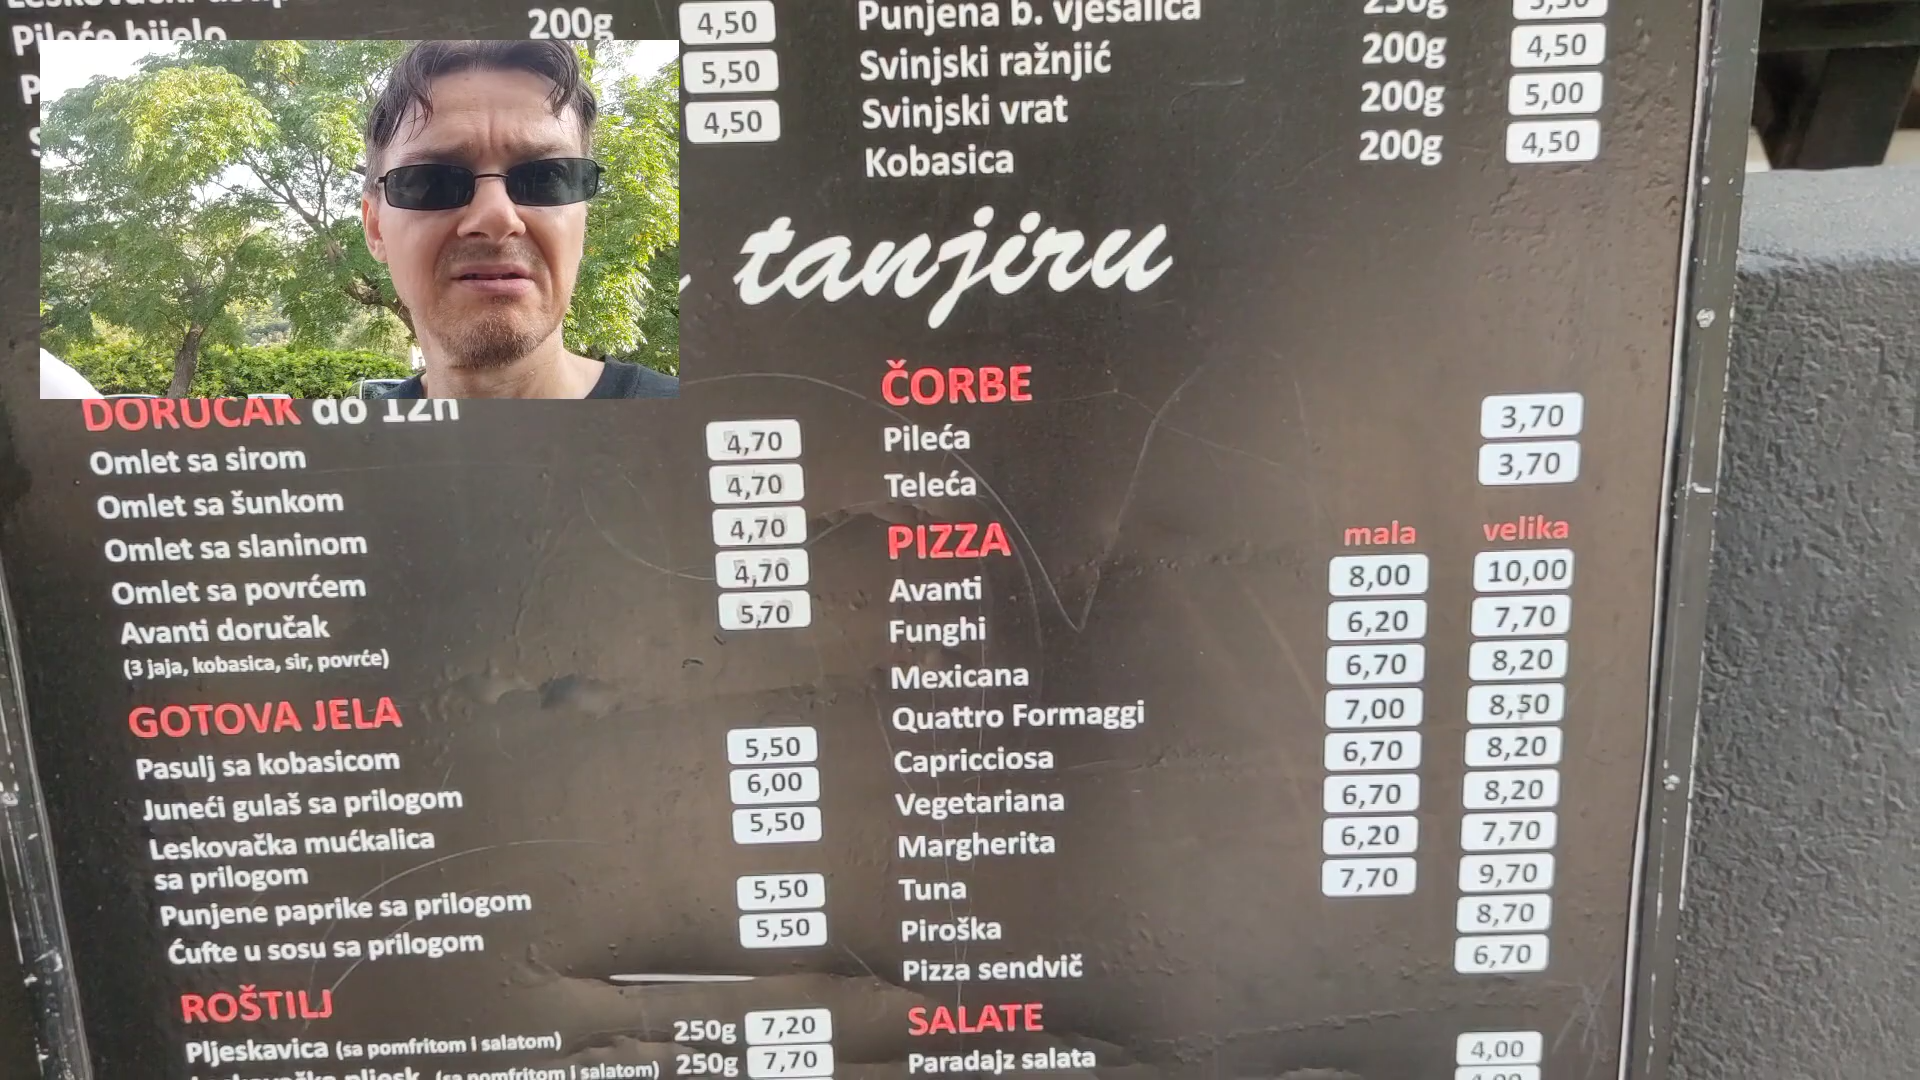 Pileće bijelo 200g 4,50
5,50
4,50
Punjena b. vješalica 250g
Svinjski ražnjić 200g 4,50
Svinjski vrat 200g 5,00
Kobasica 200g 4,50
tanjiru
DORUČAK do 12h
Omlet sa sirom 4,70
Omlet sa šunkom 4,70
Omlet sa slaninom 4,70
Omlet sa povrćem 4,70
Avanti doručak 5,70
(3 jaja, kobasica, sir, povrće)
GOTOVA JELA
Pasulj sa kobasicom 5,50
Juneći gulaš sa prilogom 6,00
Leskovačka mućkalica 5,50
sa prilogom
Punjene paprike sa prilogom 5,50
Ćufte u sosu sa prilogom 5,50
ROŠTILJ
Pljeskavica (sa pomfritom i salatom) 250g 7,20
(sa pomfritom i salatom) 250g 7,70
ČORBE
Pileća 3,70
Teleća 3,70
PIZZA mala velika
Avanti 8,00 10,00
Funghi 6,20 7,70
Mexicana 6,70 8,20
Quattro Formaggi 7,00 8,50
Capricciosa 6,70 8,20
Vegetariana 6,70 8,20
Margherita 6,20 7,70
Tuna 7,70 9,70
Piroška 8,70
Pizza sendvič 6,70
SALATE
Paradajz salata 4,00